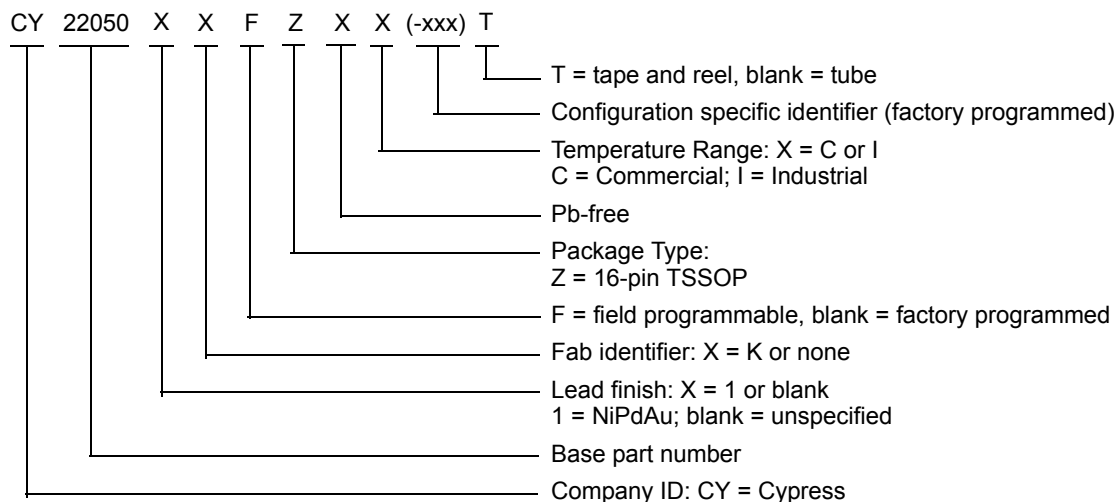 CY 22050 X X F Z X X (-xxx) T
T = tape and reel, blank = tube
Configuration specific identifier (factory programmed)
Temperature Range: X = C or I
C = Commercial; I = Industrial
Pb-free
Package Type:
Z = 16-pin TSSOP
F = field programmable, blank = factory programmed
Fab identifier: X = K or none
Lead finish: X = 1 or blank
1 = NiPdAu; blank = unspecified
Base part number
Company ID: CY = Cypress